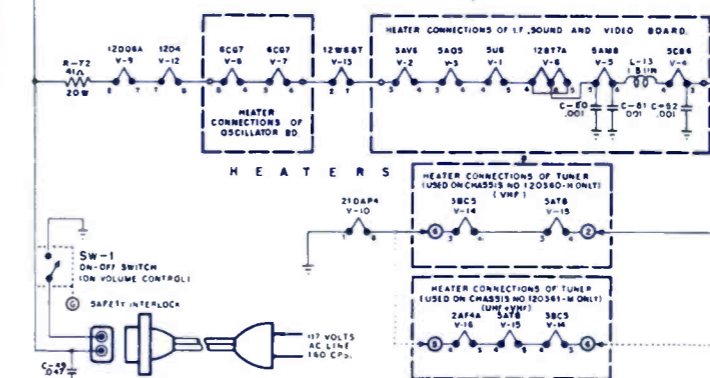 HEATER CONNECTIONS OF I.F., SOUND AND VIDEO BOARD.
R-72
41Ω
20W
12DQ6A
V-9
12D4
V-12
6CG7
V-8
6CG7
V-7
HEATER
CONNECTIONS OF
OSCILLATOR BD.
12W6GT
V-13
5AV6
V-2
5AQ5
V-3
5U8
V-1
12BY7A
V-6
5AM8
V-5
L-13
5CB6
V-4
C-80
.001
C-81
.001
C-82
.001
HEATERS
HEATER CONNECTIONS OF TUNER
(USED ON CHASSIS NO 120360-H ONLY)
(VHF)
21DAP4
V-10
3BC5
V-14
5AT8
V-15
SW-1
ON-OFF SWITCH
(ON VOLUME CONTROL)
SAFETY INTERLOCK
117 VOLTS
AC LINE
60 CPS.
C-49
.047
HEATER CONNECTIONS OF TUNER
(USED ON CHASSIS NO 120361-M ONLY)
(UHF+VHF)
2AF4A
V-16
5AT8
V-15
3BC5
V-14